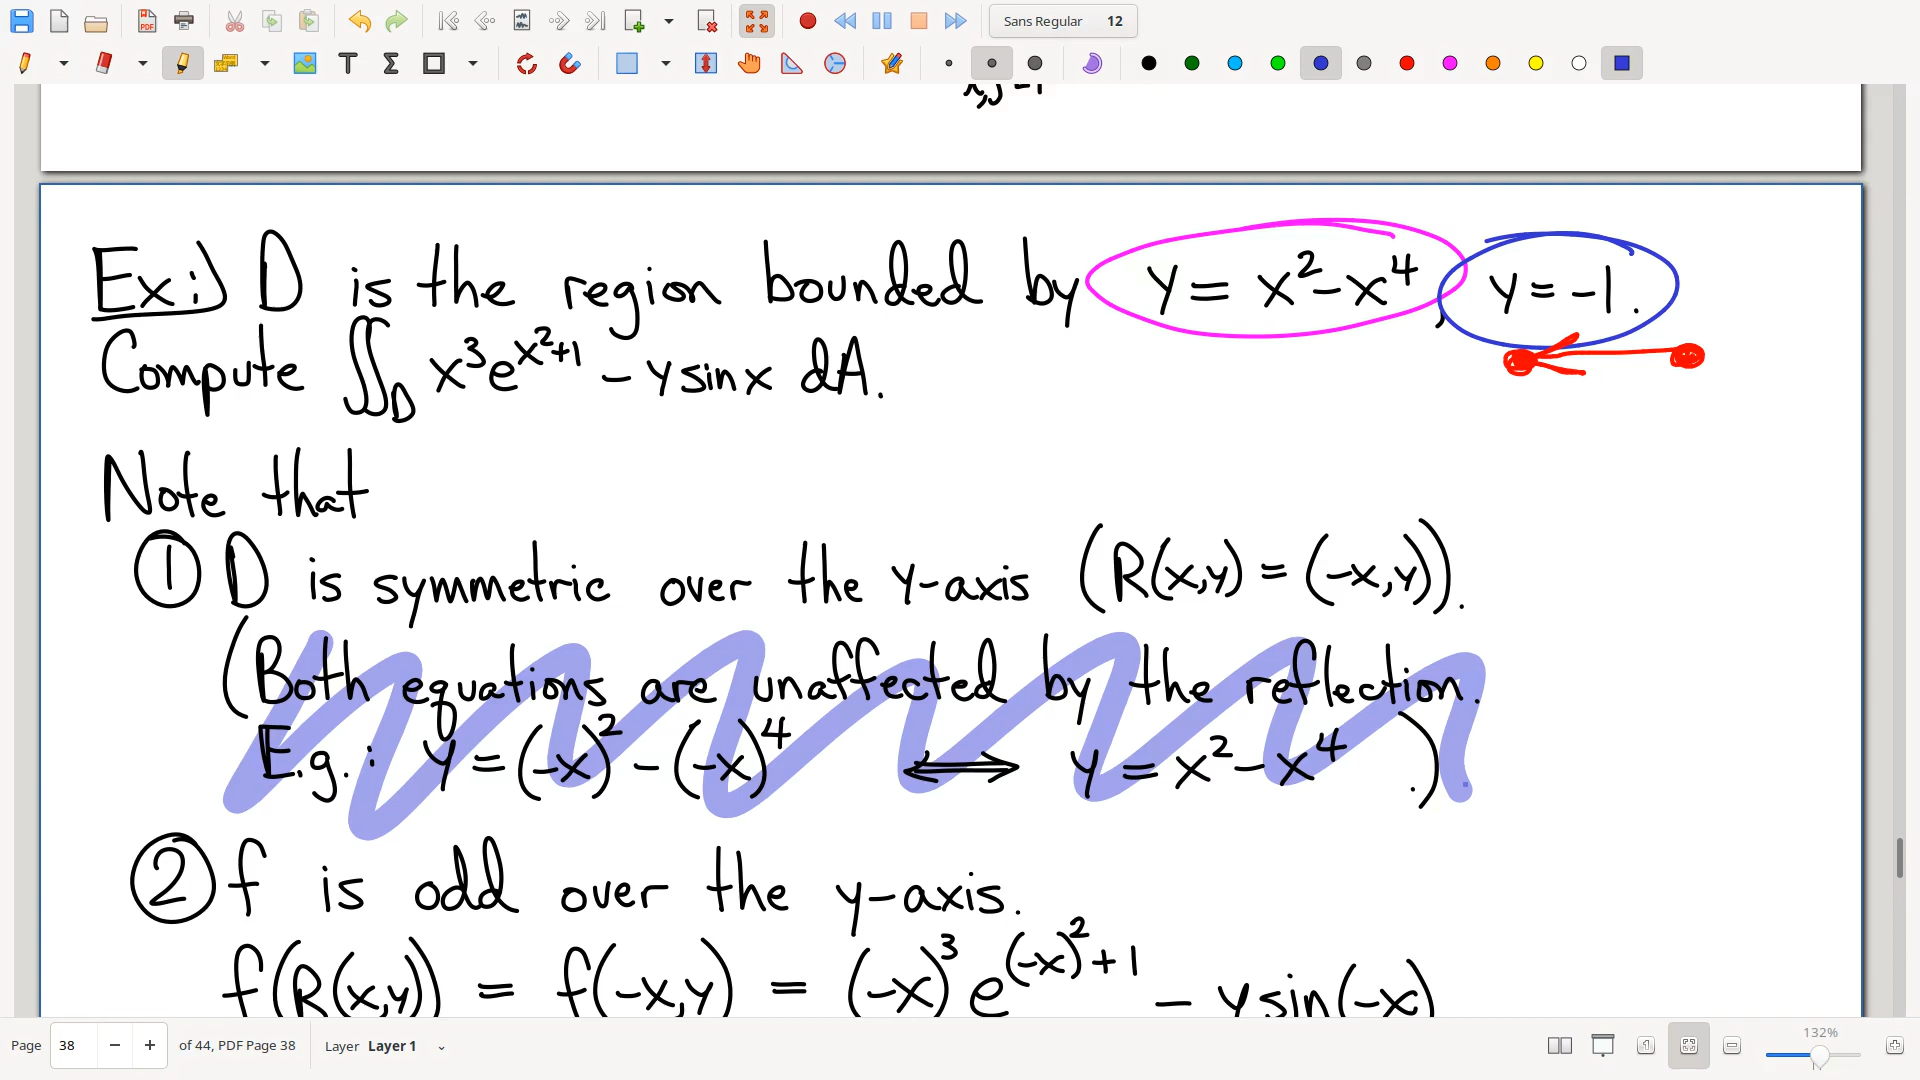 Sans Regular 12
x,y=1
Ex:) D is the region bounded by y = x²-x⁴, y = -1.
Compute ∬_D x³e^(x²+1) - y sin x dA.
Note that
① D is symmetric over the y-axis (R(x,y) = (-x,y)).
(Both equations are unaffected by the reflection.
E.g.: y = (-x)² - (-x)⁴ ⟺ y = x² - x⁴.)
② f is odd over the y-axis.
f(R(x,y)) = f(-x,y) = (-x)³ e^((-x)²+1) - y sin(-x)
Page 38 of 44, PDF Page 38 Layer Layer 1 132%